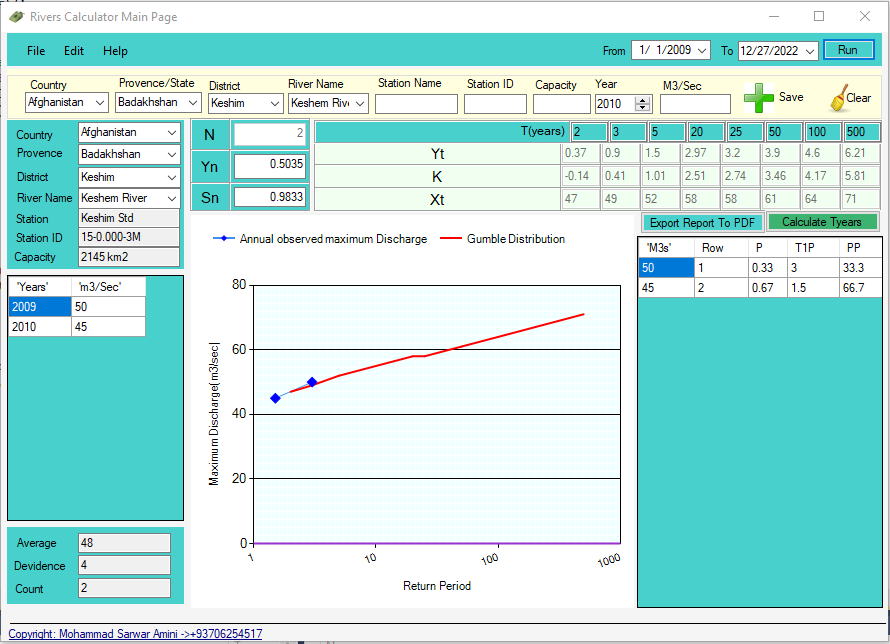 Rivers Calculator Main Page
File Edit Help From 1/ 1/2009 To 12/27/2022 Run
Country Provence/State District River Name Station Name Station ID Capacity Year M3/Sec
Afghanistan Badakhshan Keshim Keshem Riv 2010 Save Clear
Country Afghanistan
Provence Badakhshan
District Keshim
River Name Keshem River
Station Keshim Std
Station ID 15-0.000-3M
Capacity 2145 km2
N 2
Yn 0.5035
Sn 0.9833
T(years) 2 3 5 20 25 50 100 500
Yt 0.37 0.9 1.5 2.97 3.2 3.9 4.6 6.21
K -0.14 0.41 1.01 2.51 2.74 3.46 4.17 5.81
Xt 47 49 52 58 58 61 64 71
Export Report To PDF Calculate Tyears
'Years' 'm3/Sec'
2009 50
2010 45
Annual observed maximum Discharge Gumble Distribution
80
60
40
20
0
Maximum Discharge[m3\sec]
1 10 100 1000
Return Period
'M3s' Row P T1P PP
50 1 0.33 3 33.3
45 2 0.67 1.5 66.7
Average 48
Devidence 4
Count 2
Copyright: Mohammad Sarwar Amini ->+93706254517